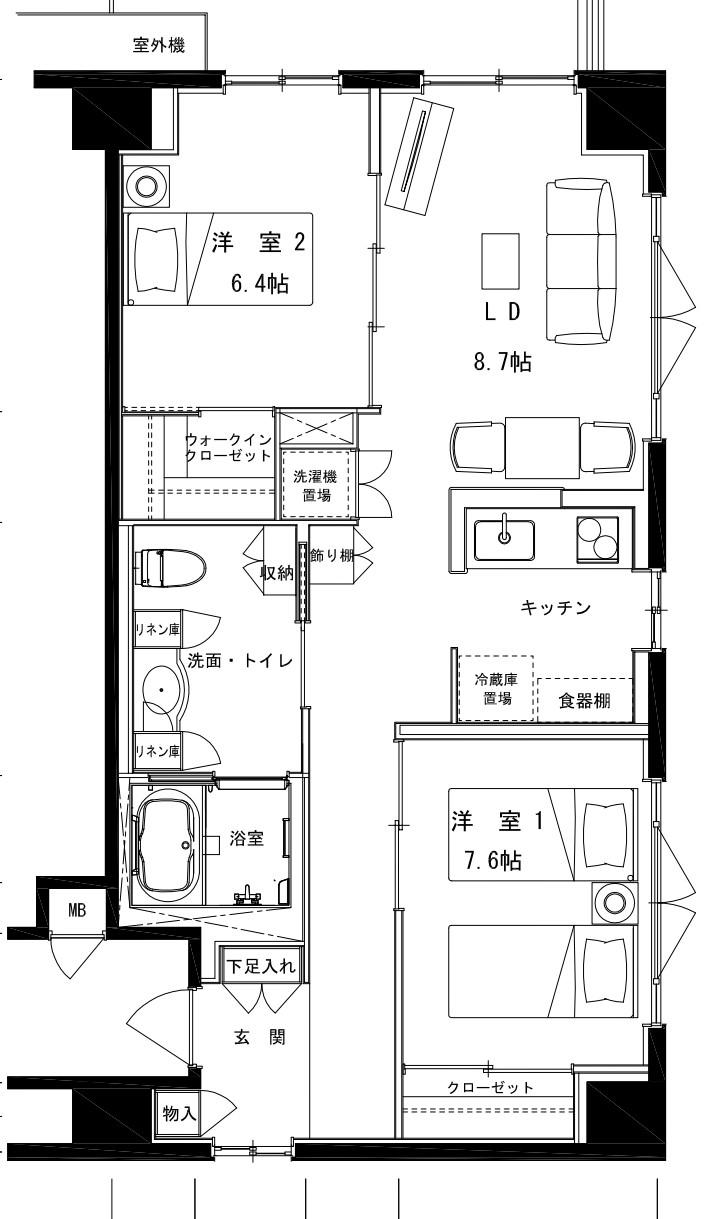 室外機
洋 室 2
6.4帖
L D
8.7帖
ウォークイン
クローゼット
洗濯機
置場
収納
飾り棚
リネン庫
洗面・トイレ
リネン庫
キッチン
冷蔵庫
置場
食器棚
浴室
洋 室 1
7.6帖
MB
下足入れ
玄 関
クローゼット
物入